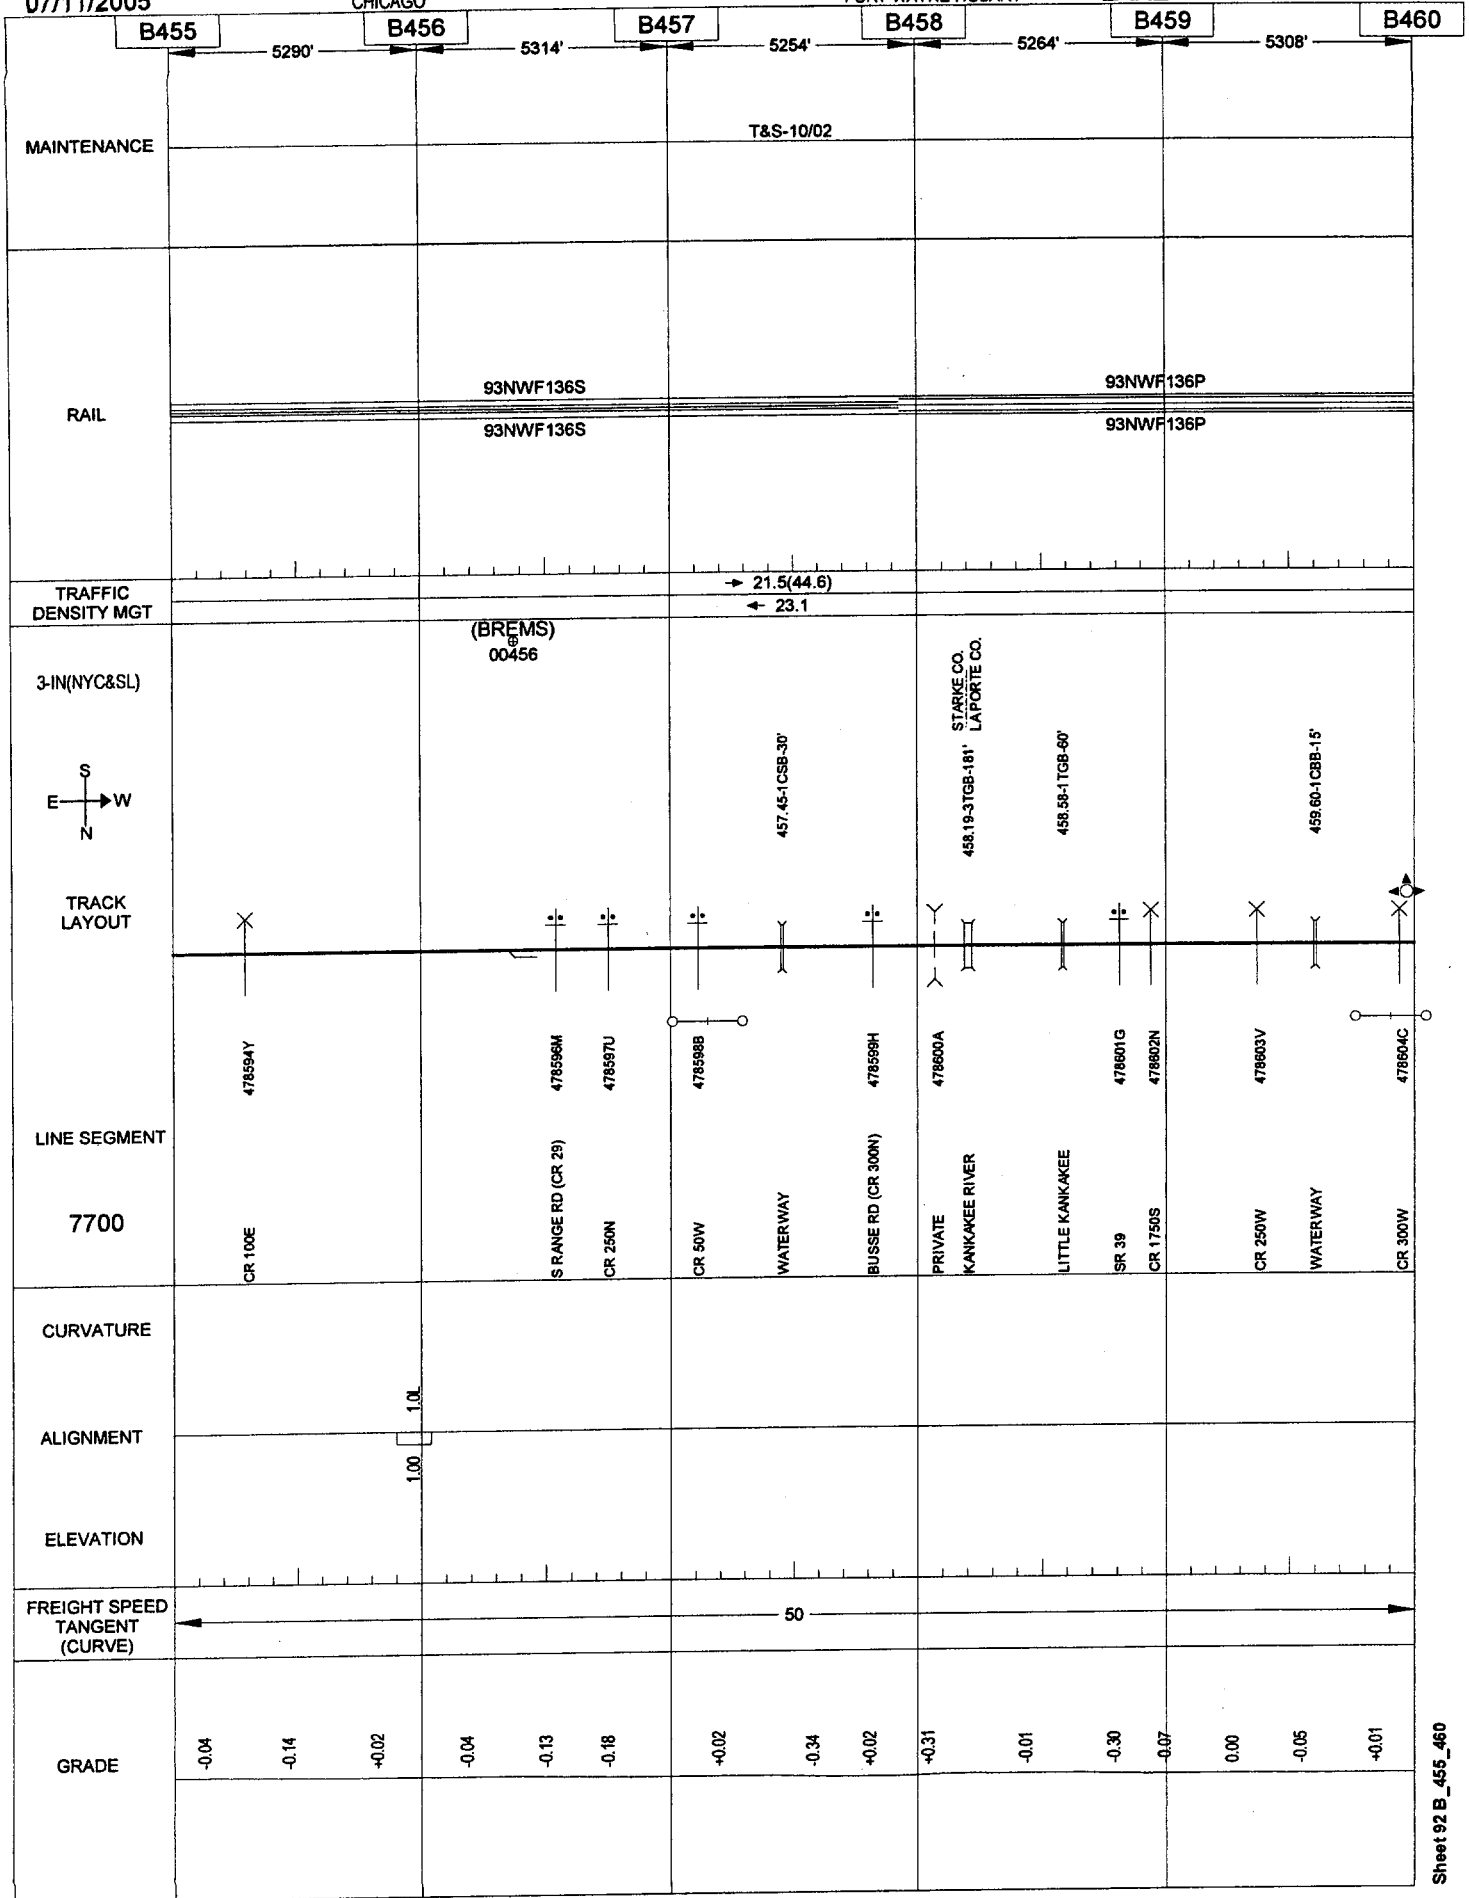 07/11/2005
CHICAGO
B455
B456
B457
B458
B459
B460
5290'
5314'
5254'
5264'
5308'
MAINTENANCE
T&S-10/02
RAIL
93NWF136S
93NWF136P
93NWF136S
93NWF136P
TRAFFIC
DENSITY MGT
21.5(44.6)
23.1
3-IN(NYC&SL)
(BREMS)
00456
S
E W
N
457.45-1CSB-30'
458.19-3TGB-181'
STARKE CO.
LAPORTE CO.
458.58-1TGB-60'
459.60-1CBB-15'
TRACK
LAYOUT
478594Y
478596M
478597U
478598B
478599H
478600A
478601G
478602N
478603V
478604C
LINE SEGMENT
7700
CR 100E
S RANGE RD (CR 29)
CR 250N
CR 50W
WATERWAY
BUSSE RD (CR 300N)
PRIVATE
KANKAKEE RIVER
LITTLE KANKAKEE
SR 39
CR 1750S
CR 250W
WATERWAY
CR 300W
CURVATURE
ALIGNMENT
1.0L
1.00
ELEVATION
FREIGHT SPEED
TANGENT
(CURVE)
50
GRADE
-0.04
-0.14
+0.02
-0.04
-0.13
-0.18
+0.02
-0.34
+0.02
+0.31
-0.01
-0.30
-0.07
0.00
-0.05
+0.01
Sheet 92 B_455_460